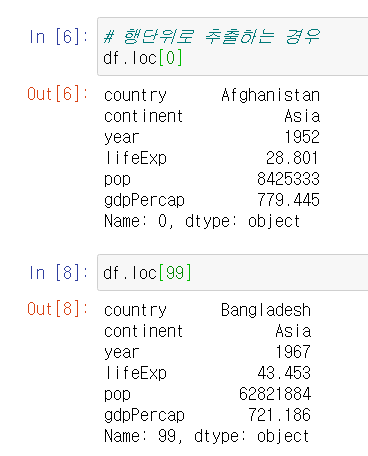 In [6]: # 행단위로 추출하는 경우
df.loc[0]
Out[6]: country Afghanistan
continent Asia
year 1952
lifeExp 28.801
pop 8425333
gdpPercap 779.445
Name: 0, dtype: object
In [8]: df.loc[99]
Out[8]: country Bangladesh
continent Asia
year 1967
lifeExp 43.453
pop 62821884
gdpPercap 721.186
Name: 99, dtype: object